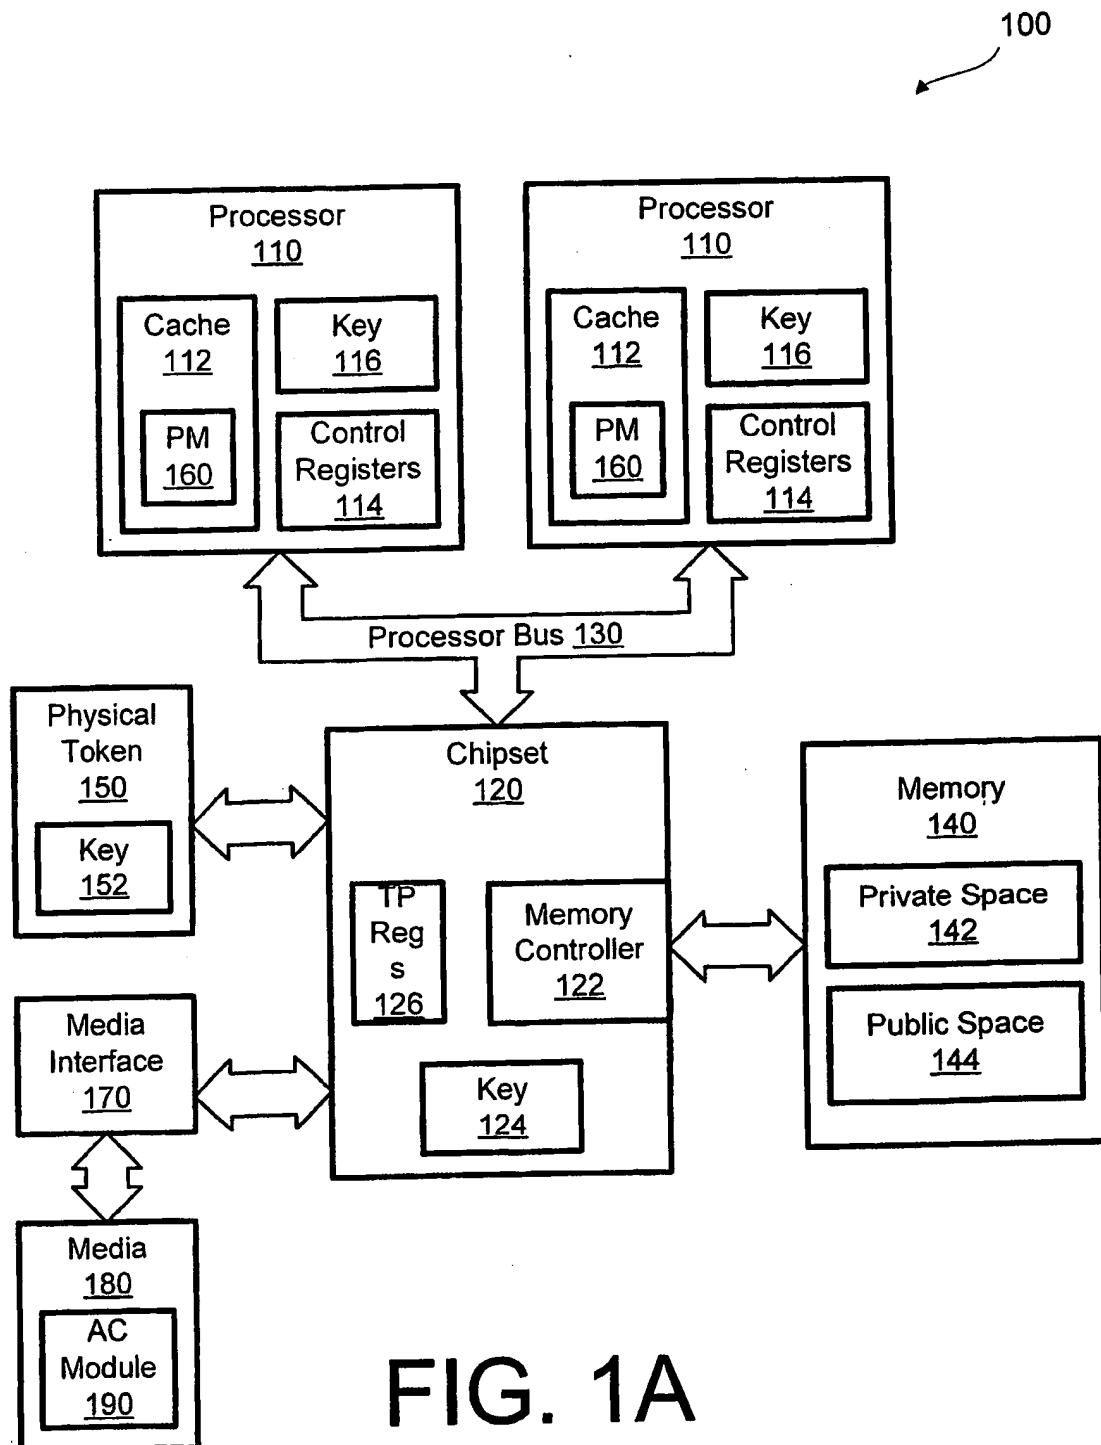 100
Processor
110
Cache
112
PM
160
Key
116
Control
Registers
114
Processor
110
Cache
112
PM
160
Key
116
Control
Registers
114
Processor Bus 130
Physical
Token
150
Key
152
Chipset
120
TP
Reg
s
126
Memory
Controller
122
Key
124
Memory
140
Private Space
142
Public Space
144
Media
Interface
170
Media
180
AC
Module
190
FIG. 1A